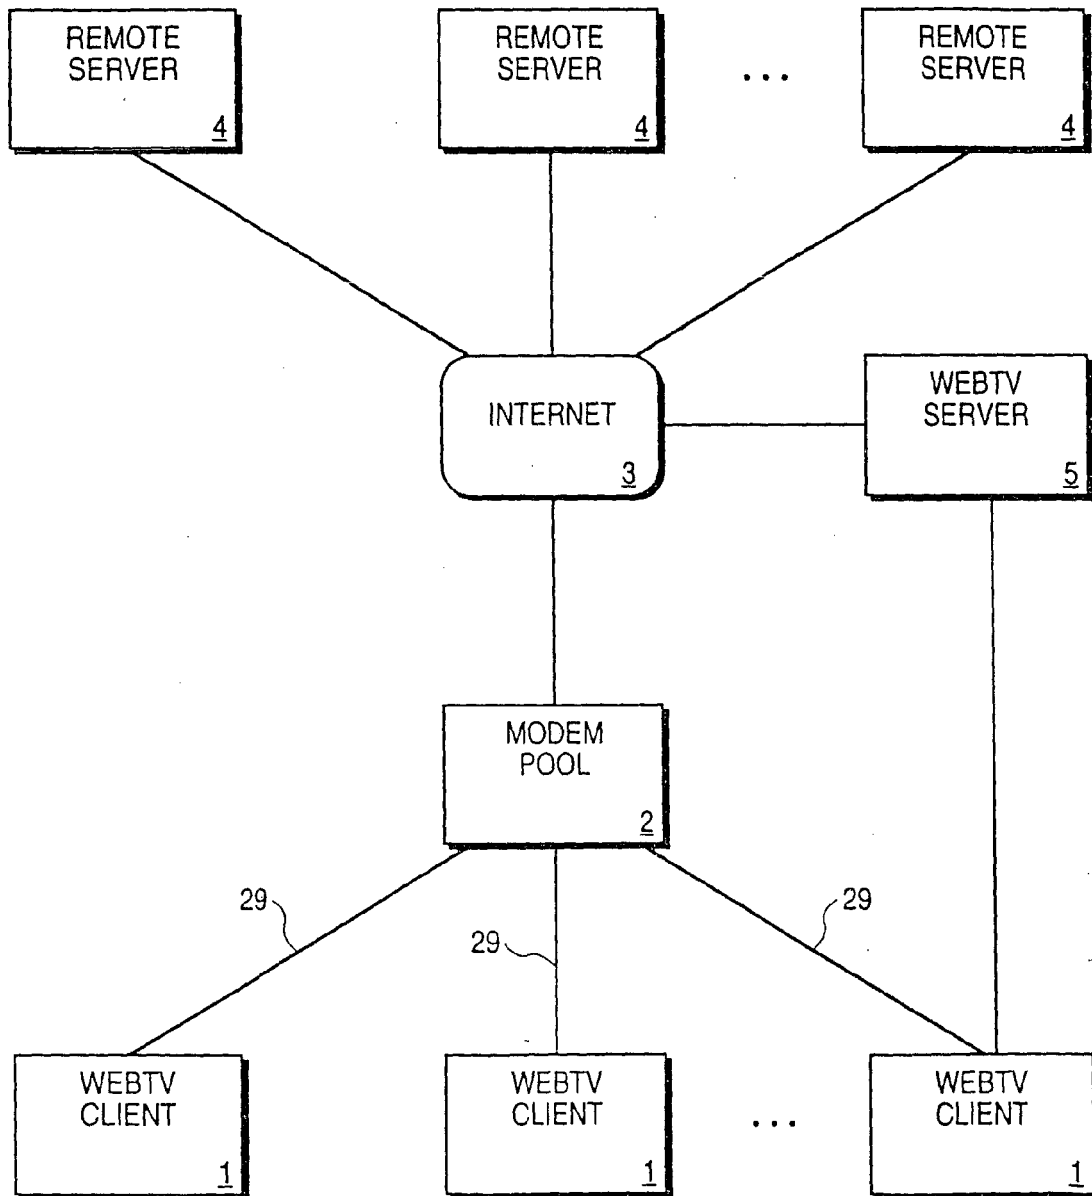 REMOTE
SERVER
4
REMOTE
SERVER
4
...
REMOTE
SERVER
4
INTERNET
3
WEBTV
SERVER
5
MODEM
POOL
2
29
29
29
WEBTV
CLIENT
1
WEBTV
CLIENT
1
...
WEBTV
CLIENT
1